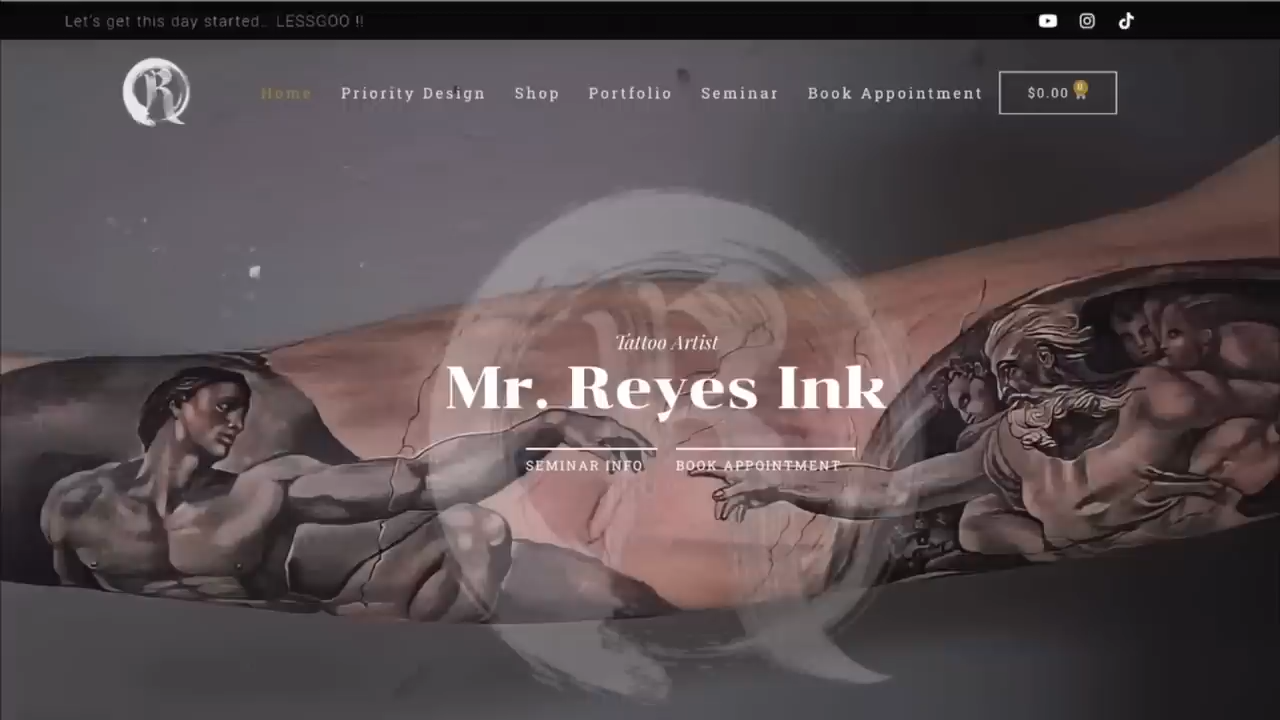 Let's get this day started... LESSGOO !!
R
Home
Priority Design
Shop
Portfolio
Seminar
Book Appointment
$0.00
0
R
Tattoo Artist
Mr. Reyes Ink
SEMINAR INFO
BOOK APPOINTMENT